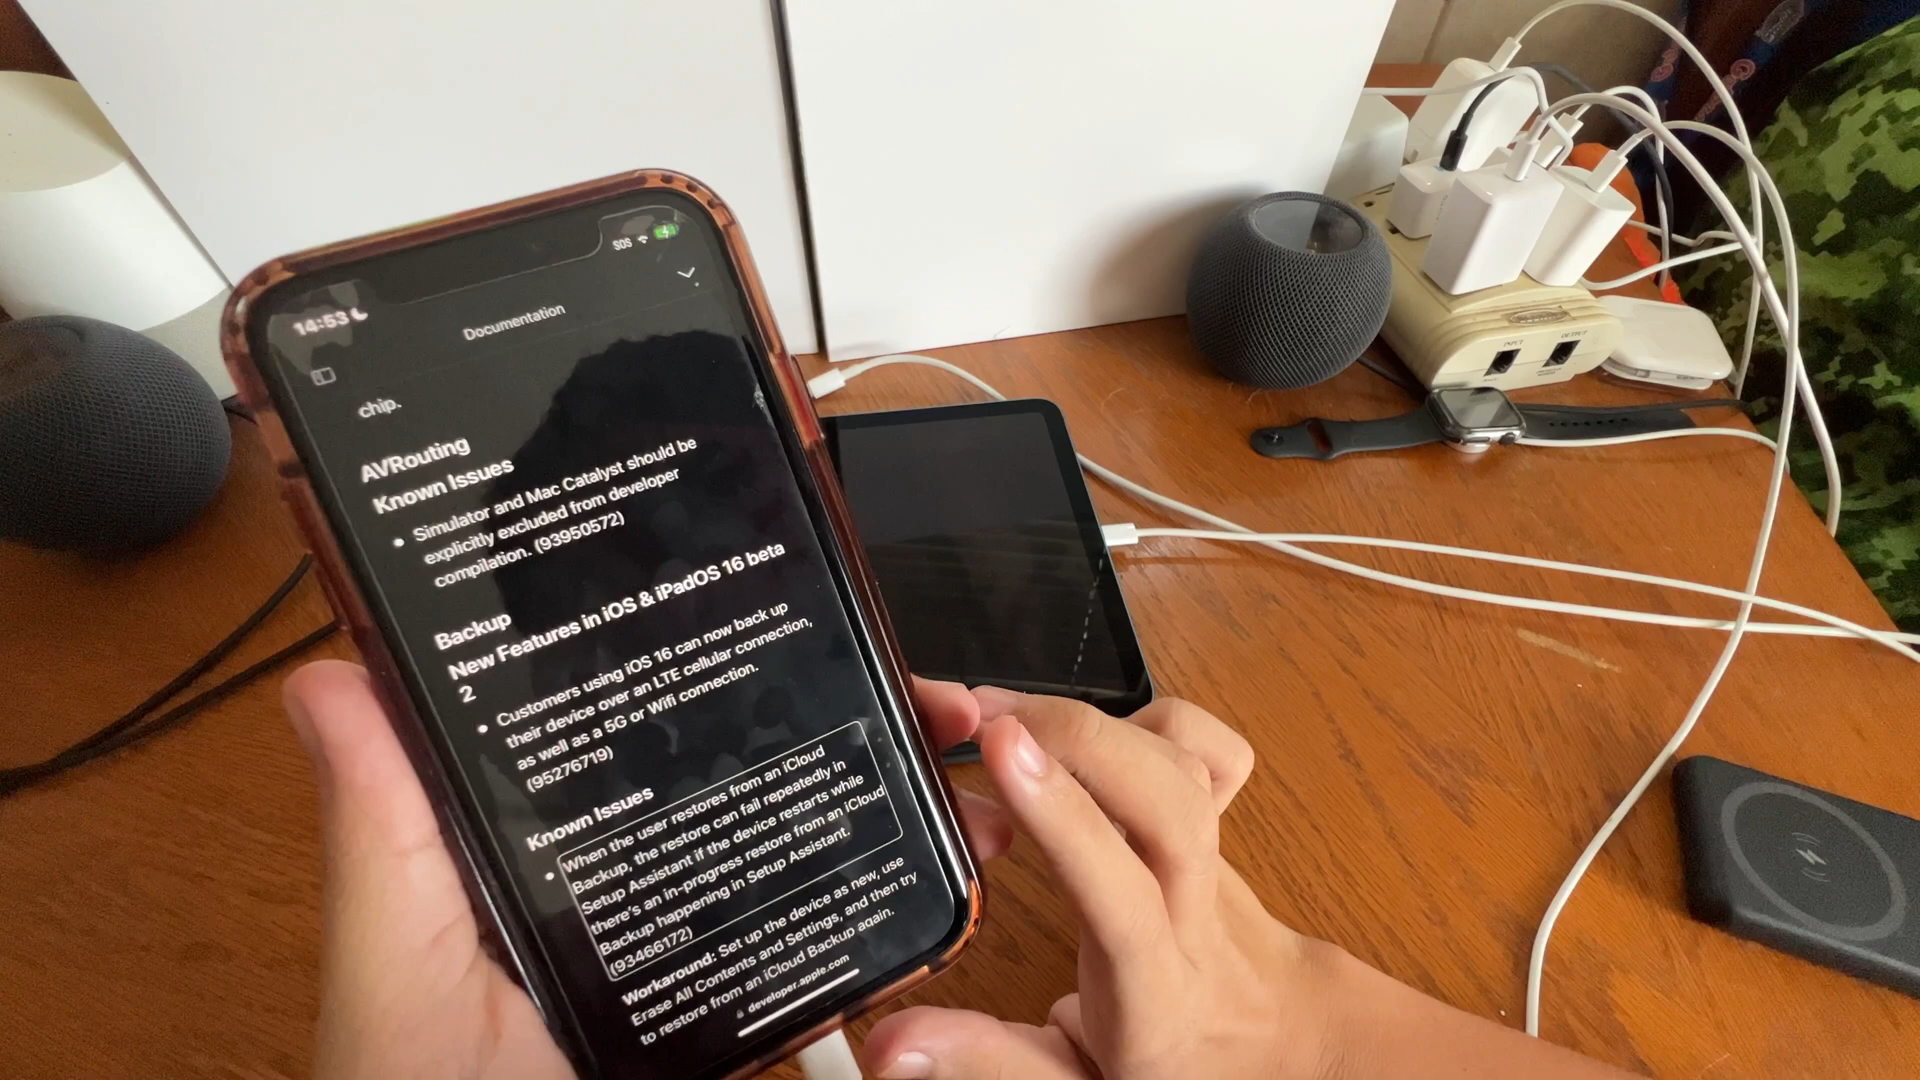 14:53
SOS
Documentation
chip.
AVRouting
Known Issues
• Simulator and Mac Catalyst should be
explicitly excluded from developer
compilation. (93950572)
Backup
New Features in iOS & iPadOS 16 beta
2
• Customers using iOS 16 can now back up
their device over an LTE cellular connection,
as well as a 5G or Wifi connection.
(95276719)
Known Issues
• When the user restores from an iCloud
Backup, the restore can fail repeatedly in
Setup Assistant if the device restarts while
there's an in-progress restore from an iCloud
Backup happening in Setup Assistant.
(93466172)
Workaround: Set up the device as new, use
Erase All Contents and Settings, and then try
to restore from an iCloud Backup again.
developer.apple.com
INPUT
OUTPUT